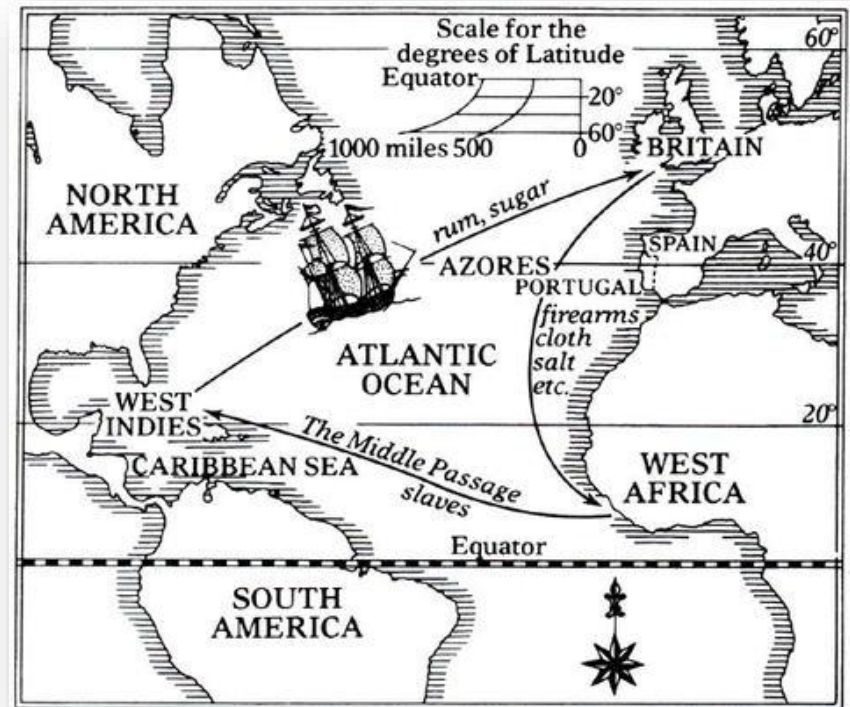 Scale for the
degrees of Latitude
Equator
60°
20°
60°
1000 miles 500 0
BRITAIN
NORTH
AMERICA
rum, sugar
SPAIN
AZORES
40°
PORTUGAL
firearms
cloth
salt
etc.
ATLANTIC
OCEAN
WEST
INDIES
20°
The Middle Passage
slaves
CARIBBEAN SEA
WEST
AFRICA
Equator
SOUTH
AMERICA